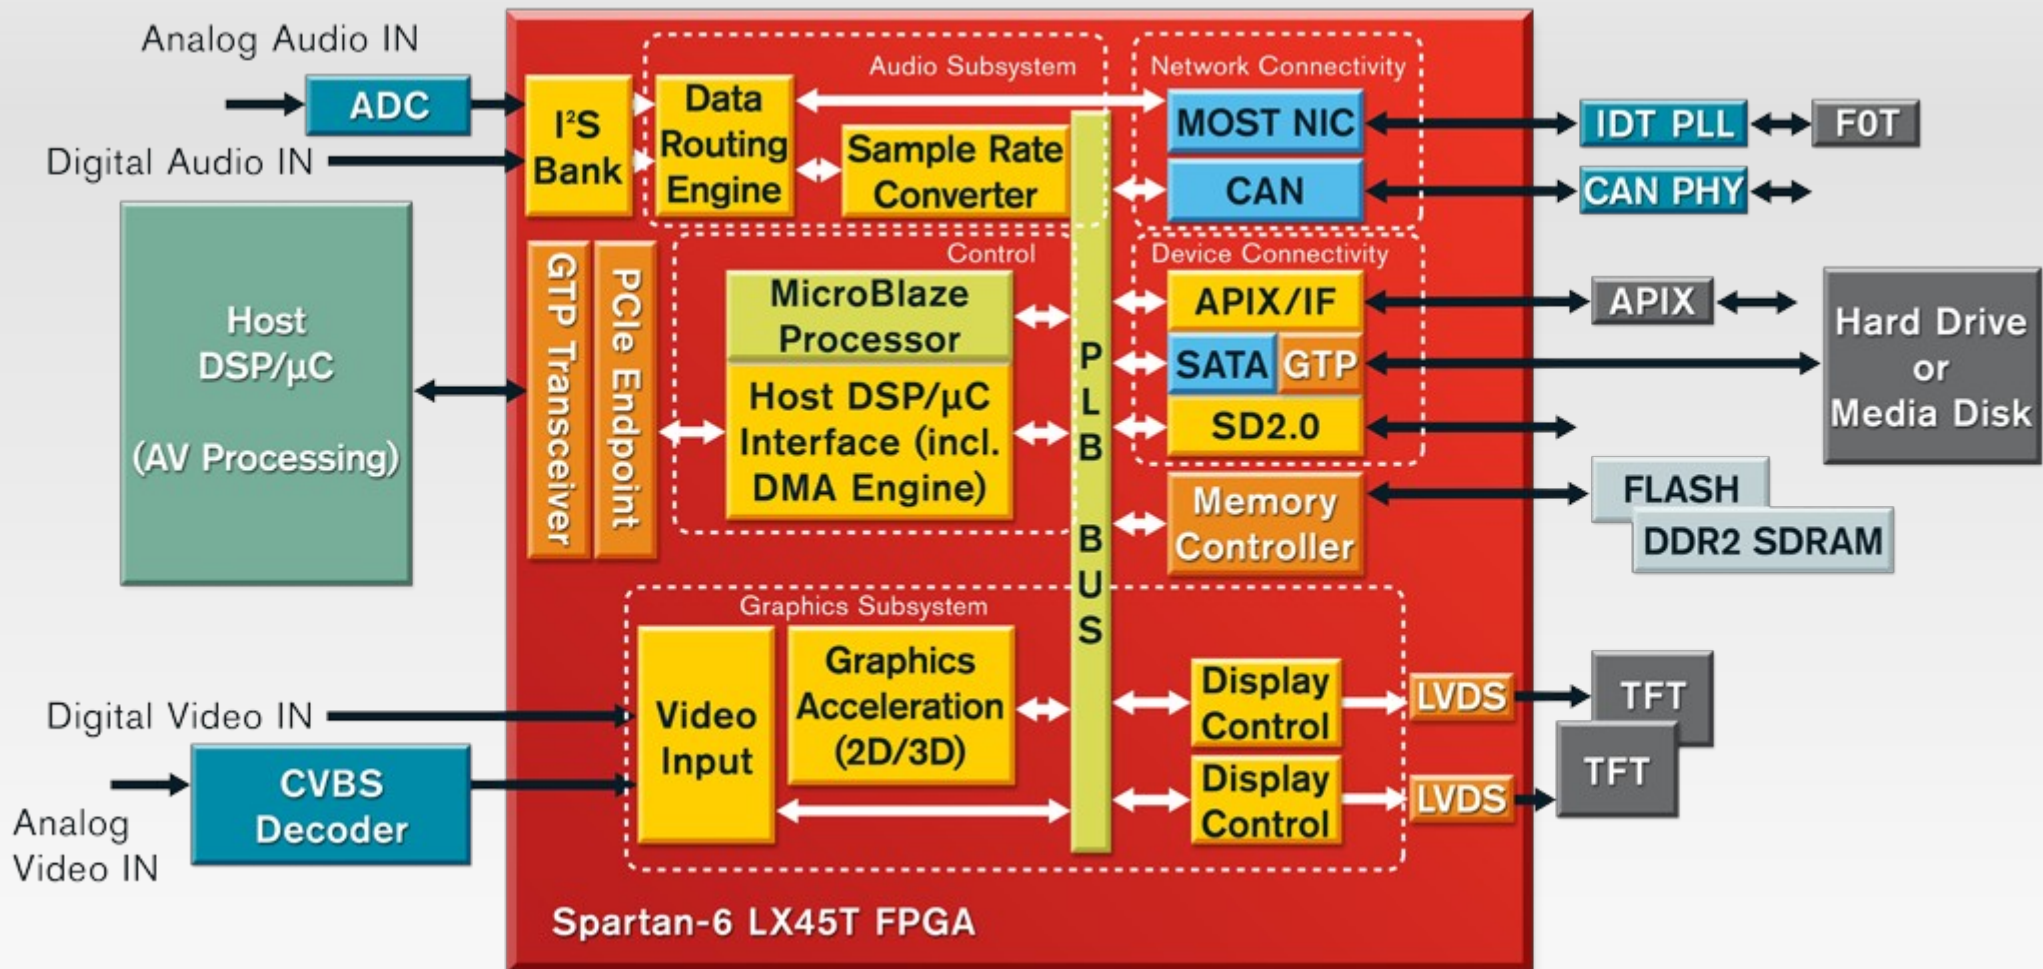 Analog Audio IN
ADC
Digital Audio IN
I²S
Bank
Audio Subsystem
Data
Routing
Engine
Sample Rate
Converter
Network Connectivity
MOST NIC
CAN
IDT PLL
F0T
CAN PHY
Host
DSP/µC
(AV Processing)
GTP Transceiver
PCIe Endpoint
Control
MicroBlaze
Processor
Host DSP/µC
Interface (incl.
DMA Engine)
P
L
B
B
U
S
Device Connectivity
APIX/IF
SATA
GTP
SD2.0
APIX
Hard Drive
or
Media Disk
Memory
Controller
FLASH
DDR2 SDRAM
Graphics Subsystem
Digital Video IN
Video
Input
Graphics
Acceleration
(2D/3D)
Display
Control
LVDS
TFT
Display
Control
LVDS
TFT
CVBS
Decoder
Analog
Video IN
Spartan-6 LX45T FPGA